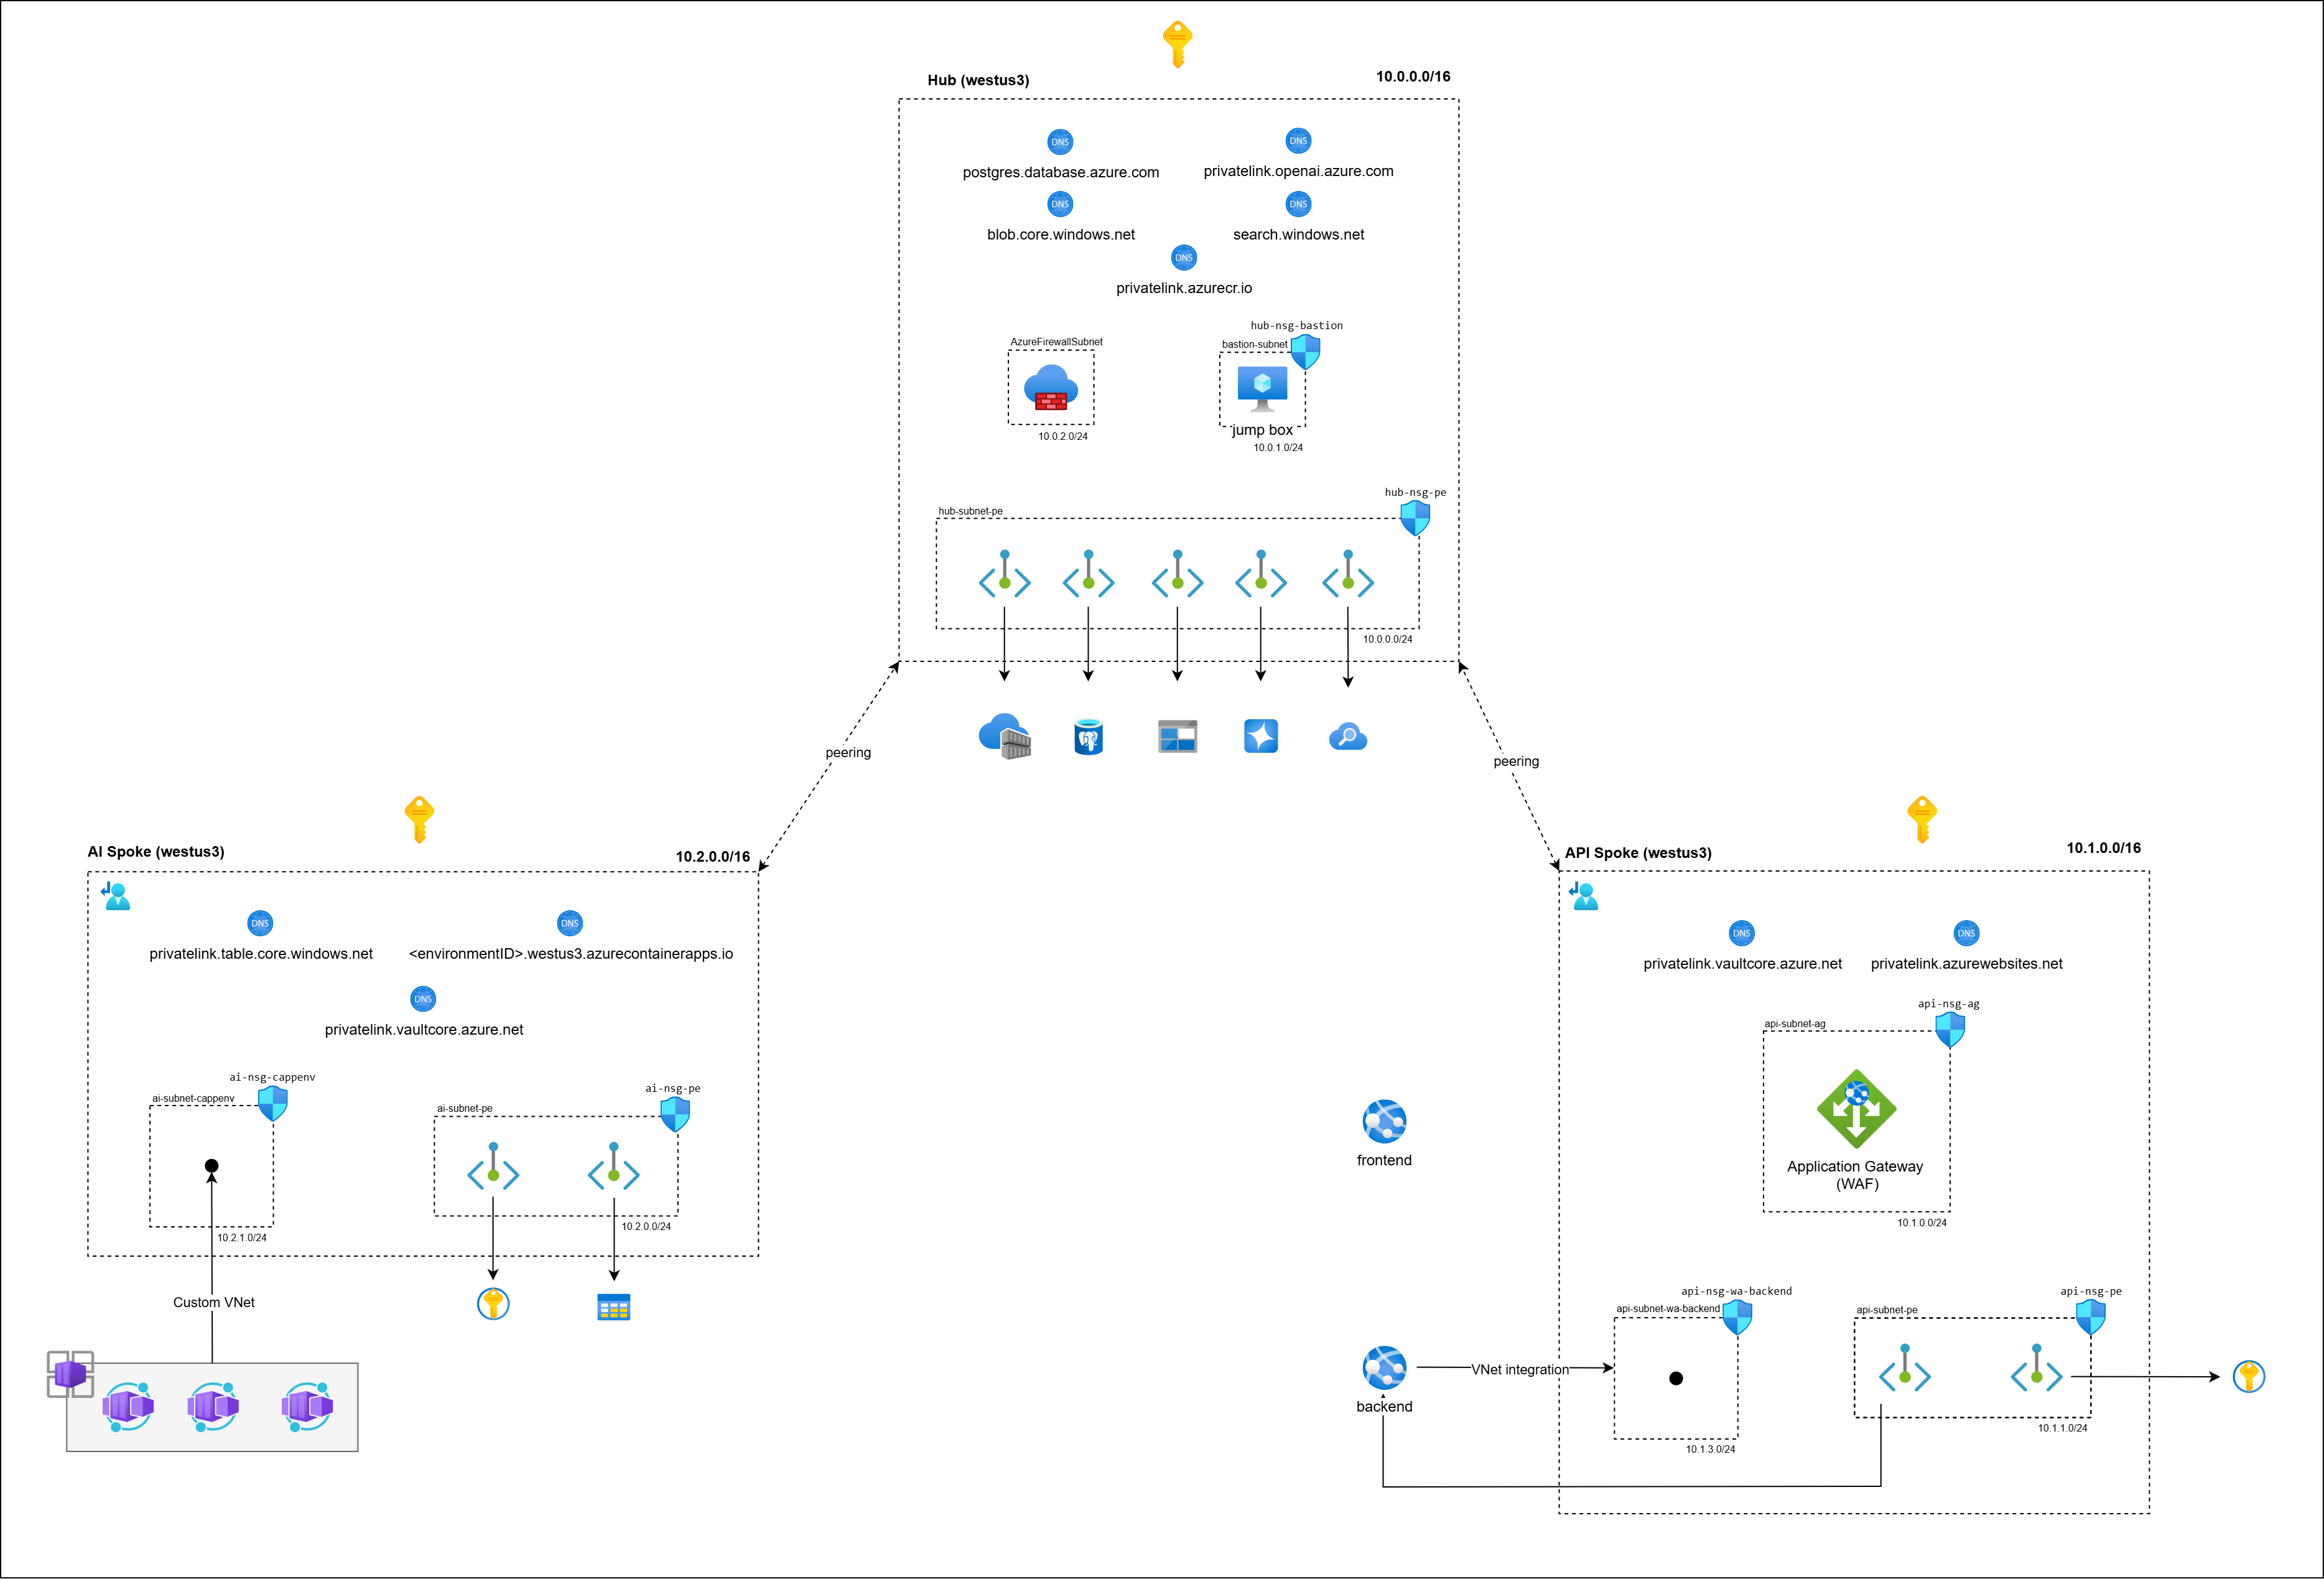 Hub (westus3)
10.0.0.0/16
DNS
DNS
postgres.database.azure.com
privatelink.openai.azure.com
DNS
DNS
blob.core.windows.net
search.windows.net
DNS
privatelink.azurecr.io
hub-nsg-bastion
AzureFirewallSubnet
bastion-subnet
jump box
10.0.2.0/24
10.0.1.0/24
hub-nsg-pe
hub-subnet-pe
10.0.0.0/24
peering
peering
AI Spoke (westus3)
10.2.0.0/16
DNS
DNS
privatelink.table.core.windows.net
<environmentID>.westus3.azurecontainerapps.io
DNS
privatelink.vaultcore.azure.net
ai-nsg-cappenv
ai-subnet-cappenv
ai-nsg-pe
ai-subnet-pe
10.2.1.0/24
10.2.0.0/24
Custom VNet
API Spoke (westus3)
10.1.0.0/16
DNS
DNS
privatelink.vaultcore.azure.net
privatelink.azurewebsites.net
api-nsg-ag
api-subnet-ag
Application Gateway
(WAF)
10.1.0.0/24
frontend
api-nsg-wa-backend
api-subnet-wa-backend
api-nsg-pe
api-subnet-pe
VNet integration
backend
10.1.3.0/24
10.1.1.0/24